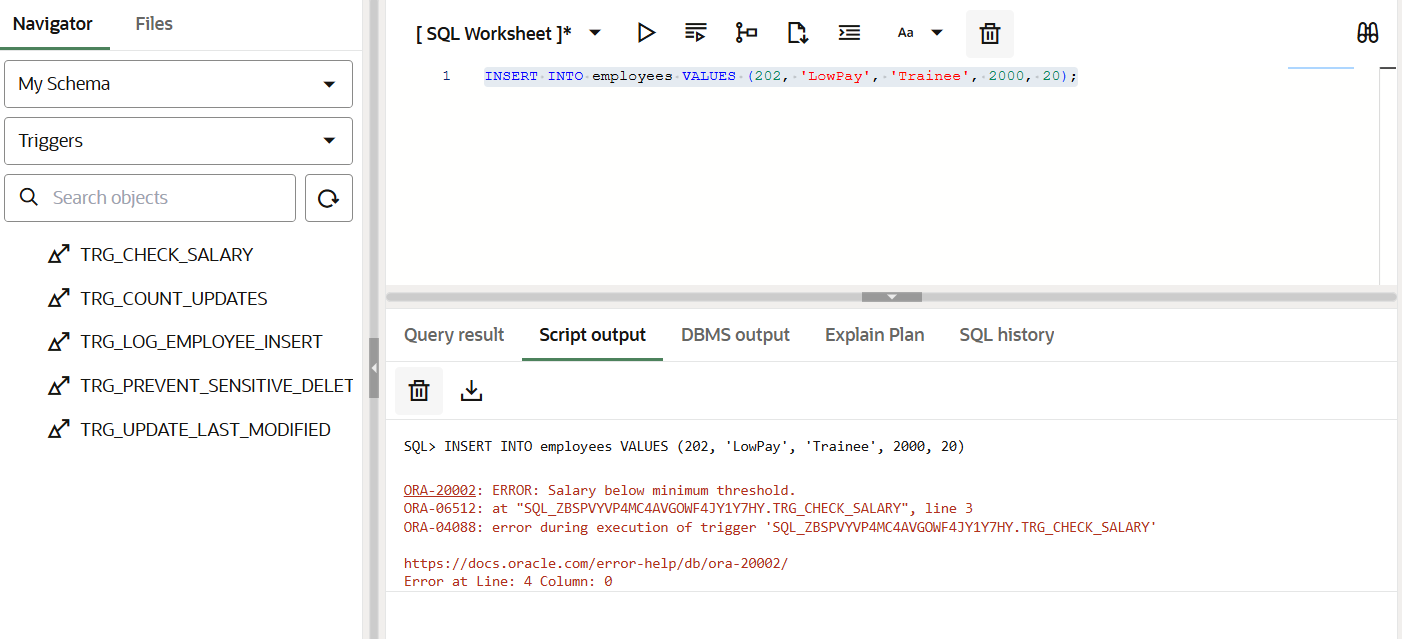 Navigator Files
My Schema
Triggers
Search objects
TRG_CHECK_SALARY
TRG_COUNT_UPDATES
TRG_LOG_EMPLOYEE_INSERT
TRG_PREVENT_SENSITIVE_DELET
TRG_UPDATE_LAST_MODIFIED
[ SQL Worksheet ]* Aa
1 INSERT INTO employees VALUES (202, 'LowPay', 'Trainee', 2000, 20);
Query result Script output DBMS output Explain Plan SQL history
SQL> INSERT INTO employees VALUES (202, 'LowPay', 'Trainee', 2000, 20)
ORA-20002: ERROR: Salary below minimum threshold.
ORA-06512: at "SQL_ZBSPVYVP4MC4AVGOWF4JY1Y7HY.TRG_CHECK_SALARY", line 3
ORA-04088: error during execution of trigger 'SQL_ZBSPVYVP4MC4AVGOWF4JY1Y7HY.TRG_CHECK_SALARY'
https://docs.oracle.com/error-help/db/ora-20002/
Error at Line: 4 Column: 0